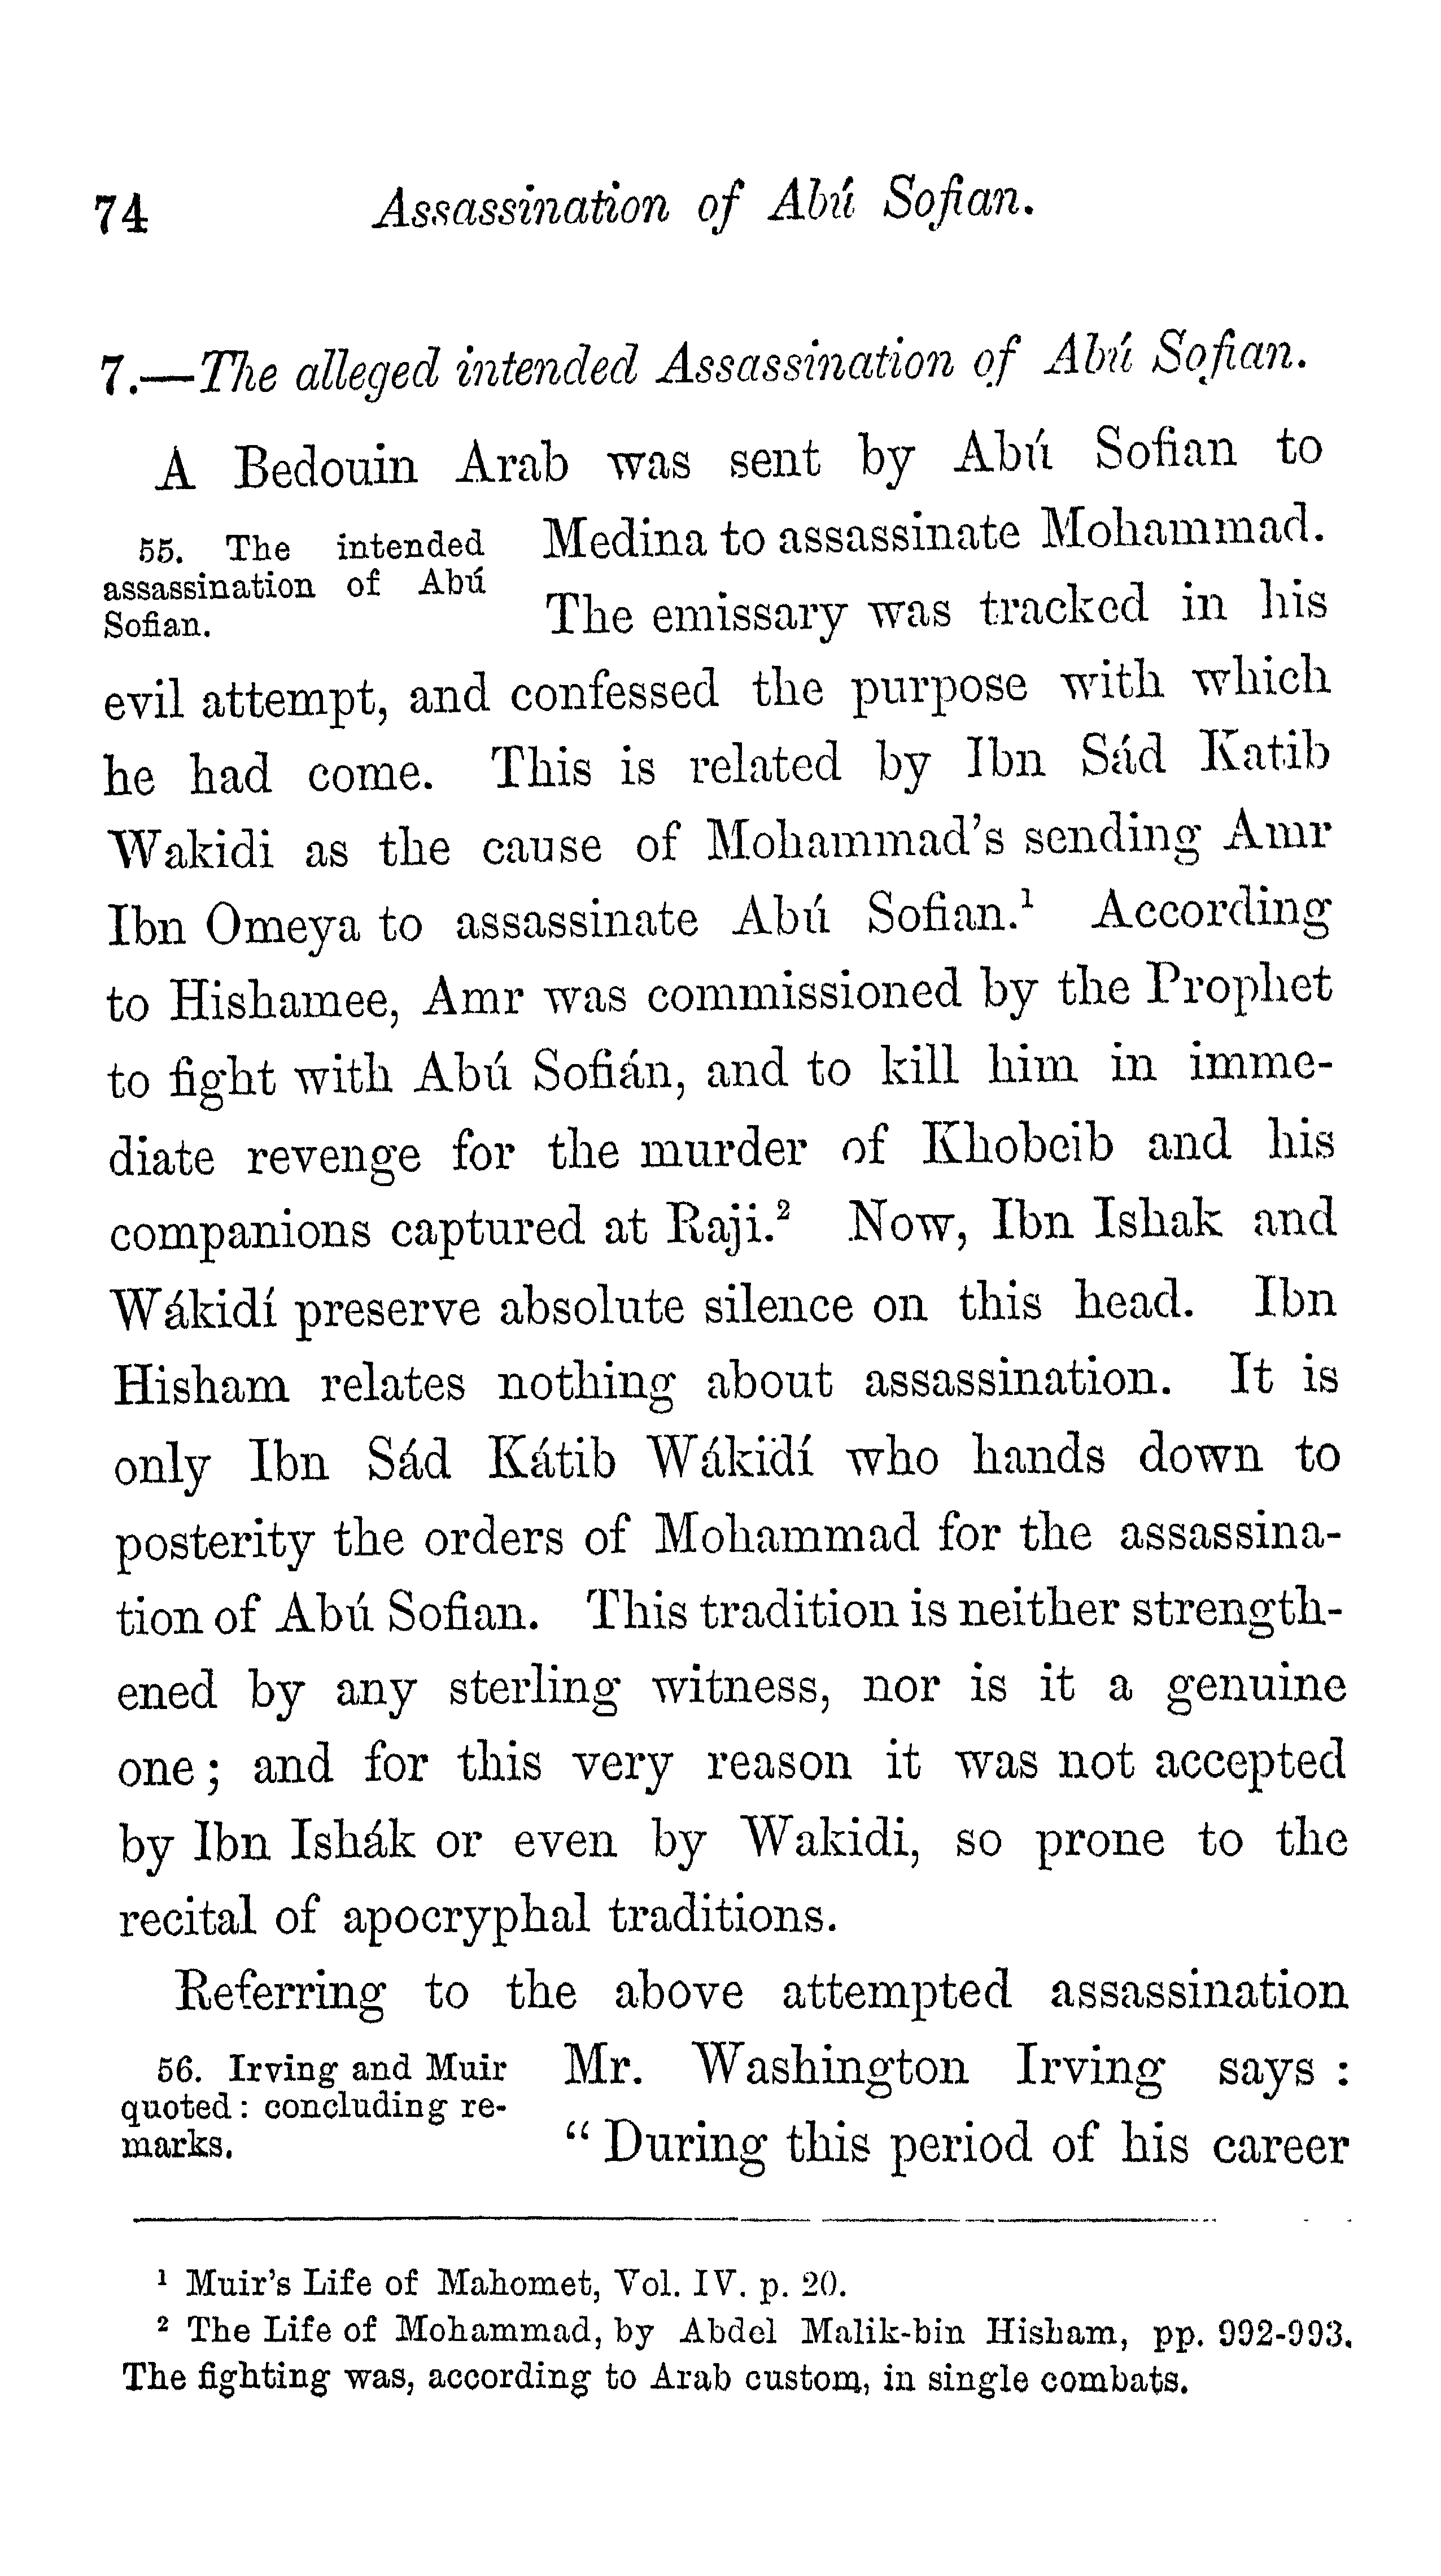 74 Assassination of Abú Sofian.
7.—The alleged intended Assassination of Abú Sofian.
A Bedouin Arab was sent by Abú Sofian to
55. The intended
assassination of Abú
Sofian.
Medina to assassinate Mohammad.
The emissary was tracked in his
evil attempt, and confessed the purpose with which
he had come. This is related by Ibn Sád Katib
Wakidi as the cause of Mohammad's sending Amr
Ibn Omeya to assassinate Abú Sofian.¹ According
to Hishamee, Amr was commissioned by the Prophet
to fight with Abú Sofián, and to kill him in imme-
diate revenge for the murder of Khobeib and his
companions captured at Raji.² Now, Ibn Ishak and
Wákidí preserve absolute silence on this head. Ibn
Hisham relates nothing about assassination. It is
only Ibn Sád Kátib Wákidí who hands down to
posterity the orders of Mohammad for the assassina-
tion of Abú Sofian. This tradition is neither strength-
ened by any sterling witness, nor is it a genuine
one; and for this very reason it was not accepted
by Ibn Ishák or even by Wakidi, so prone to the
recital of apocryphal traditions.
Referring to the above attempted assassination
56. Irving and Muir
quoted: concluding re-
marks.
Mr. Washington Irving says:
"During this period of his career
¹ Muir's Life of Mahomet, Vol. IV. p. 20.
² The Life of Mohammad, by Abdel Malik-bin Hisham, pp. 992-993.
The fighting was, according to Arab custom, in single combats.